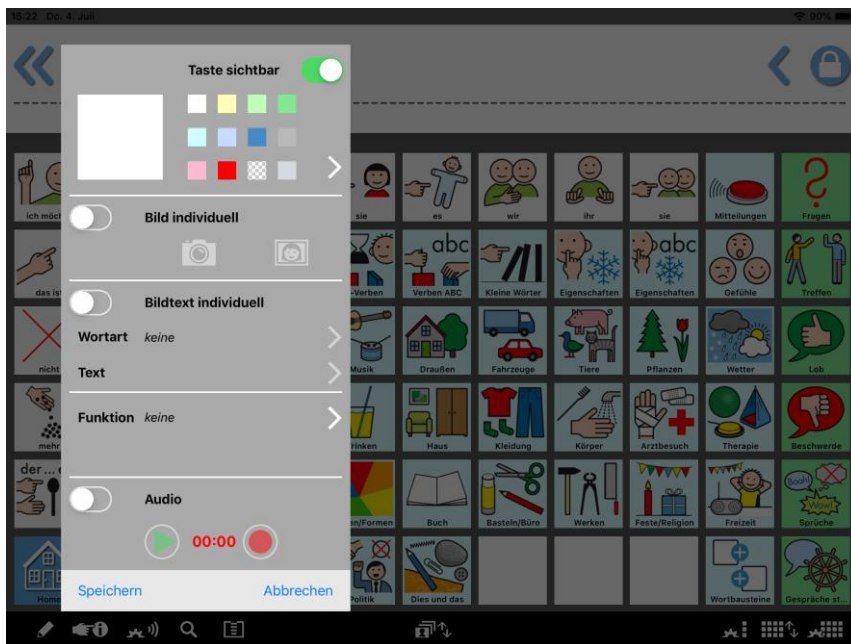 15:22 Do. 4. Juli
90%
Taste sichtbar
Bild individuell
Bildtext individuell
Wortart keine
Text
Funktion keine
Audio
00:00
Speichern
Abbrechen
ich möch
sie
es
wir
ihr
sie
Mitteilungen
Fragen
abc
abc
das is
-Verben
Verben ABC
Kleine Wörter
Eigenschaften
Eigenschaften
Gefühle
Treffen
nicht
Musik
Draußen
Fahrzeuge
Tiere
Pflanzen
Wetter
Lob
mehr
rinken
Haus
Kleidung
Körper
Arztbesuch
Therapie
Beschwerde
der ... e
Booh!
Wow!
en/Formen
Buch
Basteln/Büro
Werken
Feste/Religion
Freizeit
Sprüche
Home
Politik
Dies und das
Wortbausteine
Gespräche st...